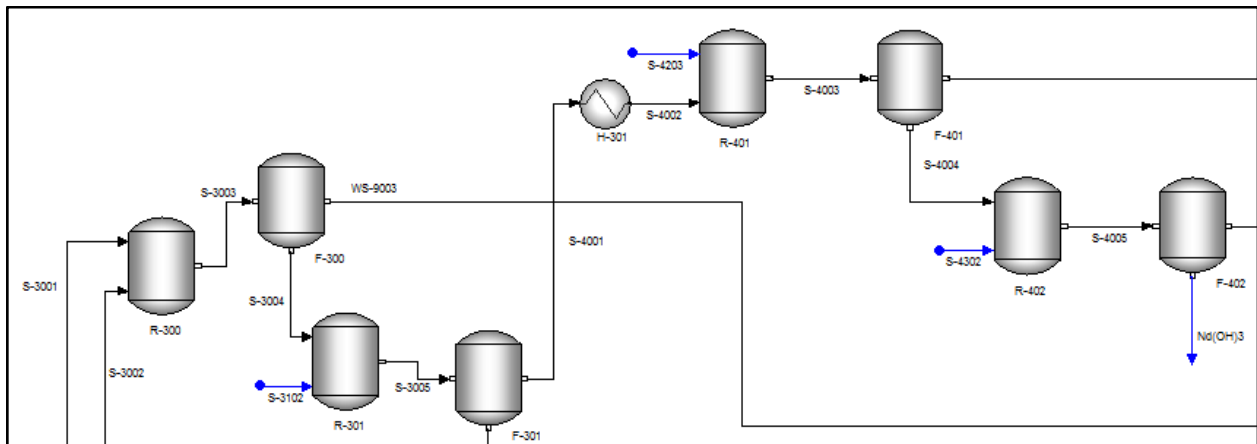 S-4203
S-4003
S-4002
H-301
R-401
F-401
S-4004
S-3003
WS-9003
S-4001
S-4005
F-300
S-4302
R-402
F-402
S-3001
S-3004
R-300
Nd(OH)3
S-3002
S-3005
S-3102
R-301
F-301